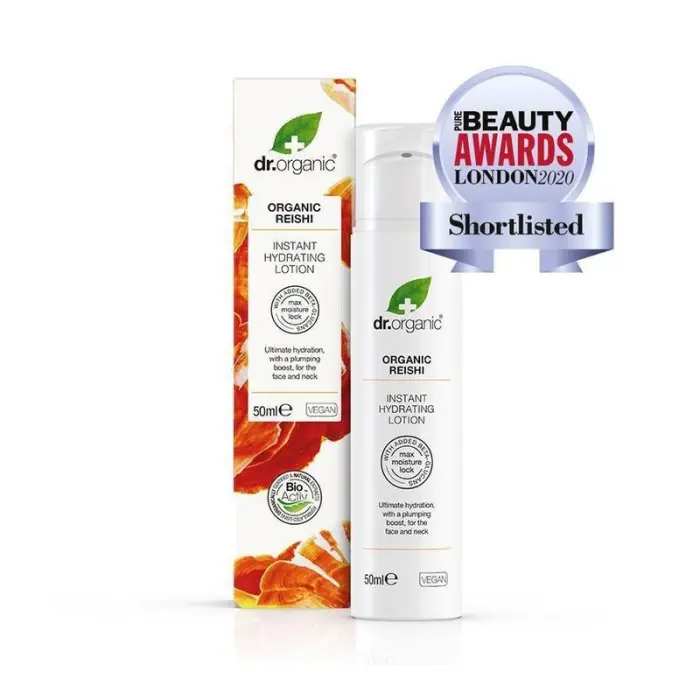 dr.organic®
ORGANIC
REISHI
INSTANT
HYDRATING
LOTION
WITH ADDED BETA-GLUCANS
max
moisture
lock
Ultimate hydration,
with a plumping
boost, for the
face and neck
50ml℮
VEGAN
Bio
Activ
PURE
BEAUTY
AWARDS
LONDON2020
Shortlisted
dr.organic®
ORGANIC
REISHI
INSTANT
HYDRATING
LOTION
WITH ADDED BETA-GLUCANS
max
moisture
lock
Ultimate hydration,
with a plumping
boost, for the
face and neck
50ml℮
VEGAN